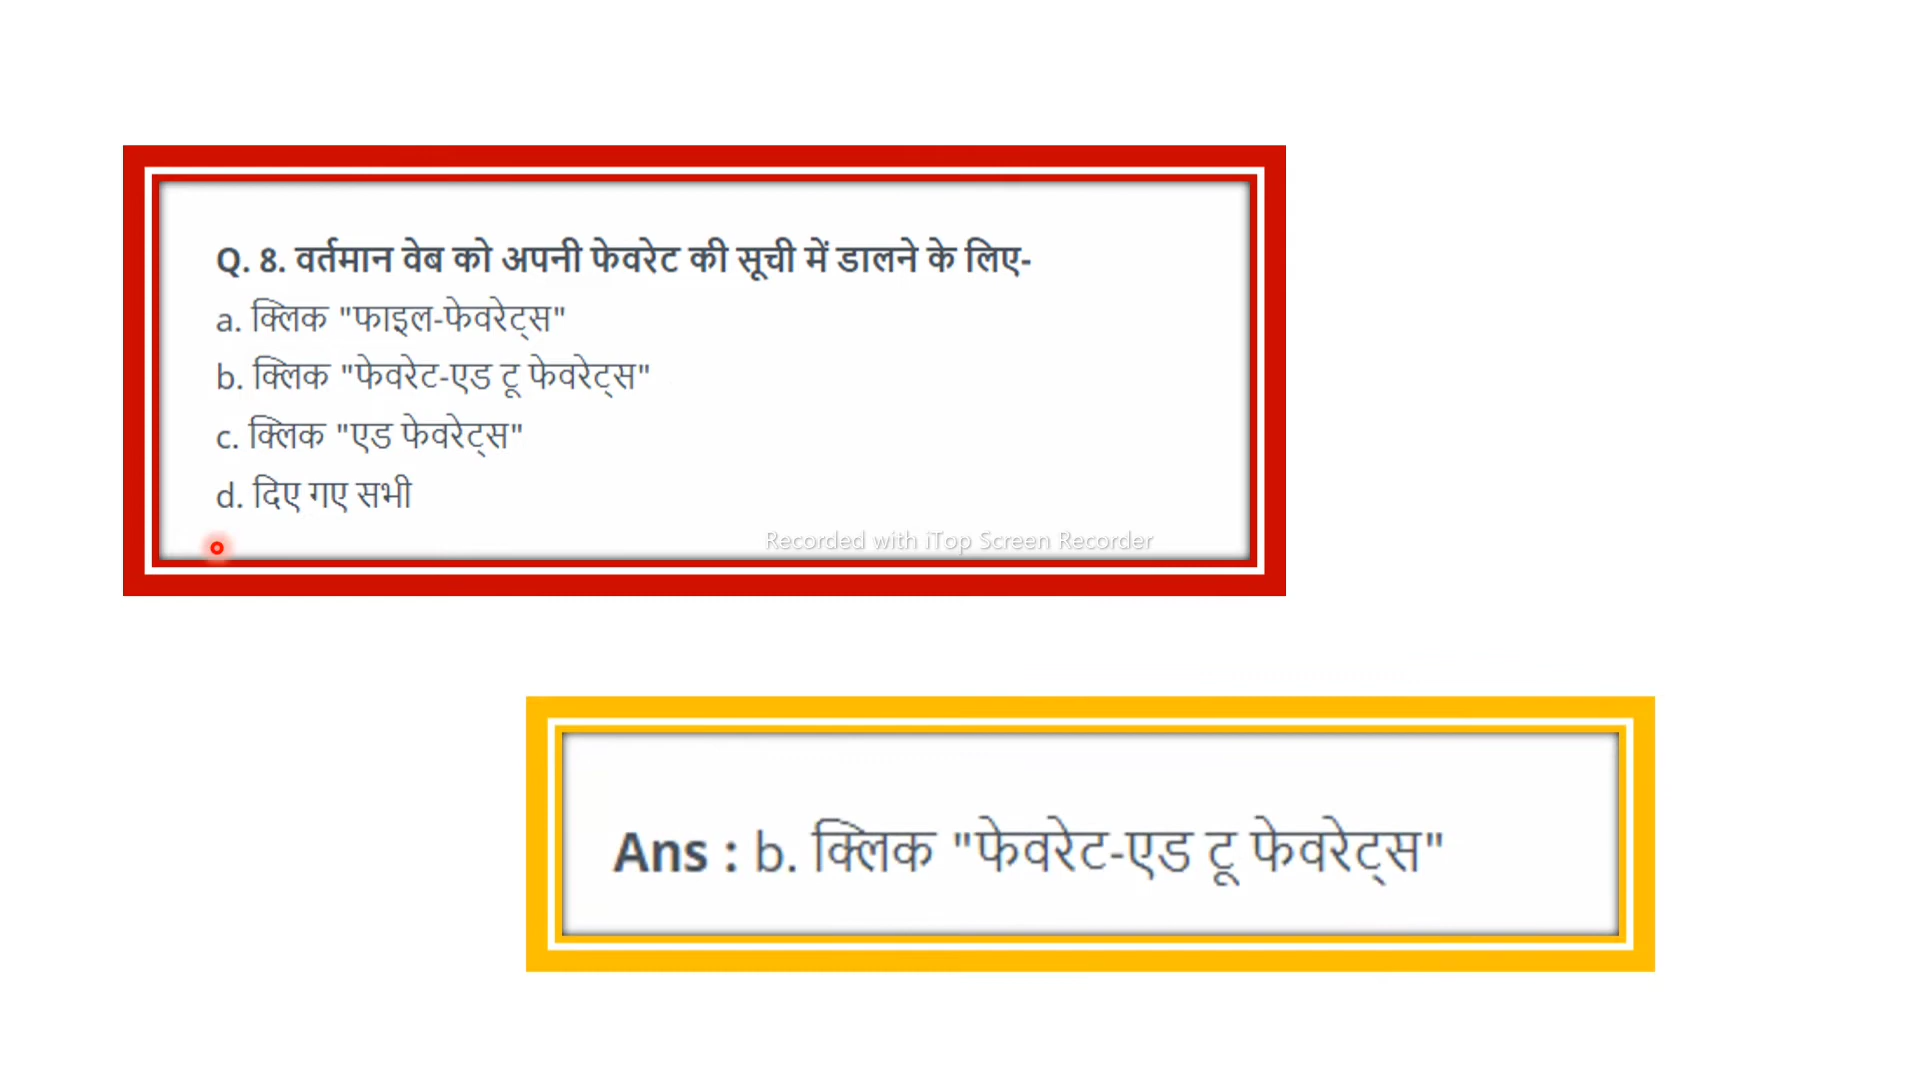 Q. 8. वर्तमान वेब को अपनी फेवरेट की सूची में डालने के लिए-
a. क्लिक "फाइल-फेवरेट्स"
b. क्लिक "फेवरेट-एड टू फेवरेट्स"
c. क्लिक "एड फेवरेट्स"
d. दिए गए सभी
Recorded with iTop Screen Recorder
Ans : b. क्लिक "फेवरेट-एड टू फेवरेट्स"